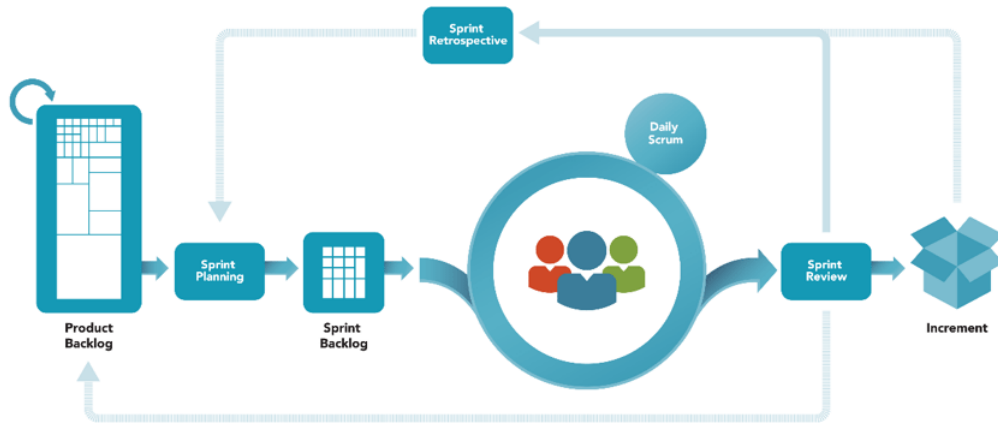 Sprint
Retrospective
Daily
Scrum
Sprint
Planning
Sprint
Review
Product
Backlog
Sprint
Backlog
Increment